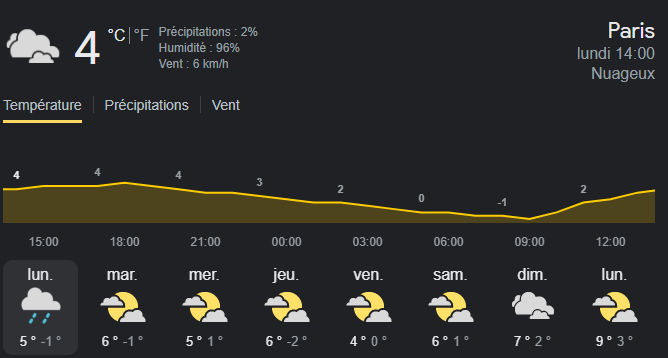 4 °C | °F
Précipitations : 2%
Humidité : 96%
Vent : 6 km/h
Paris
lundi 14:00
Nuageux
Température | Précipitations | Vent
4 4 4 3 2 0 -1 2
15:00 18:00 21:00 00:00 03:00 06:00 09:00 12:00
lun. mar. mer. jeu. ven. sam. dim. lun.
5 ° -1 ° 6 ° -1 ° 5 ° 1 ° 6 ° -2 ° 4 ° 0 ° 6 ° 1 ° 7 ° 2 ° 9 ° 3 °